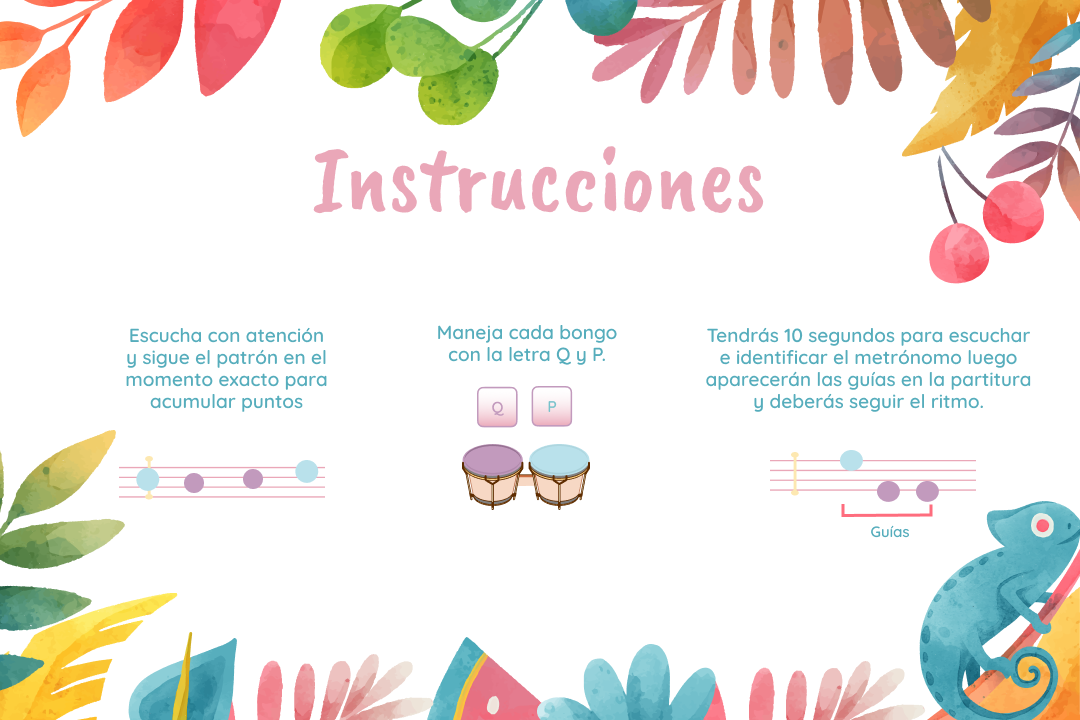 Instrucciones
Escucha con atención
y sigue el patrón en el
momento exacto para
acumular puntos
Maneja cada bongo
con la letra Q y P.
Q P
Tendrás 10 segundos para escuchar
e identificar el metrónomo luego
aparecerán las guías en la partitura
y deberás seguir el ritmo.
Guías